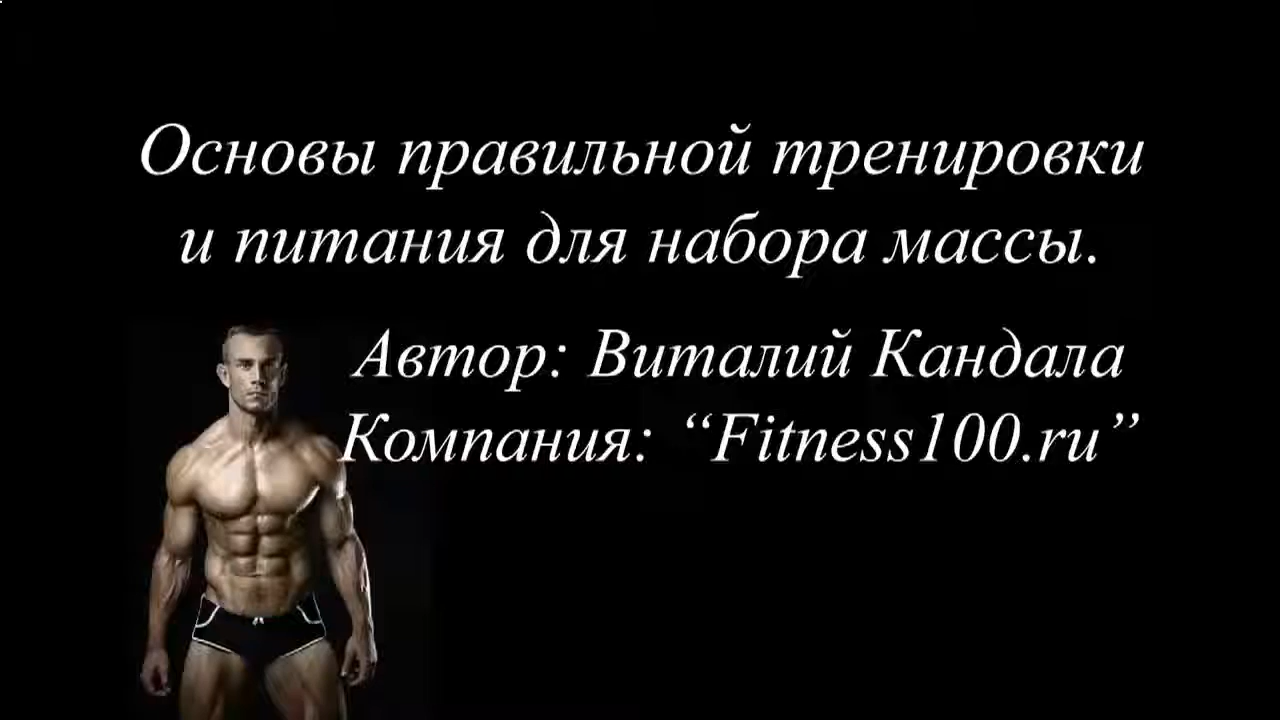 Основы правильной тренировки
и питания для набора массы.
Автор: Виталий Кандала
Компания: “Fitness100.ru”